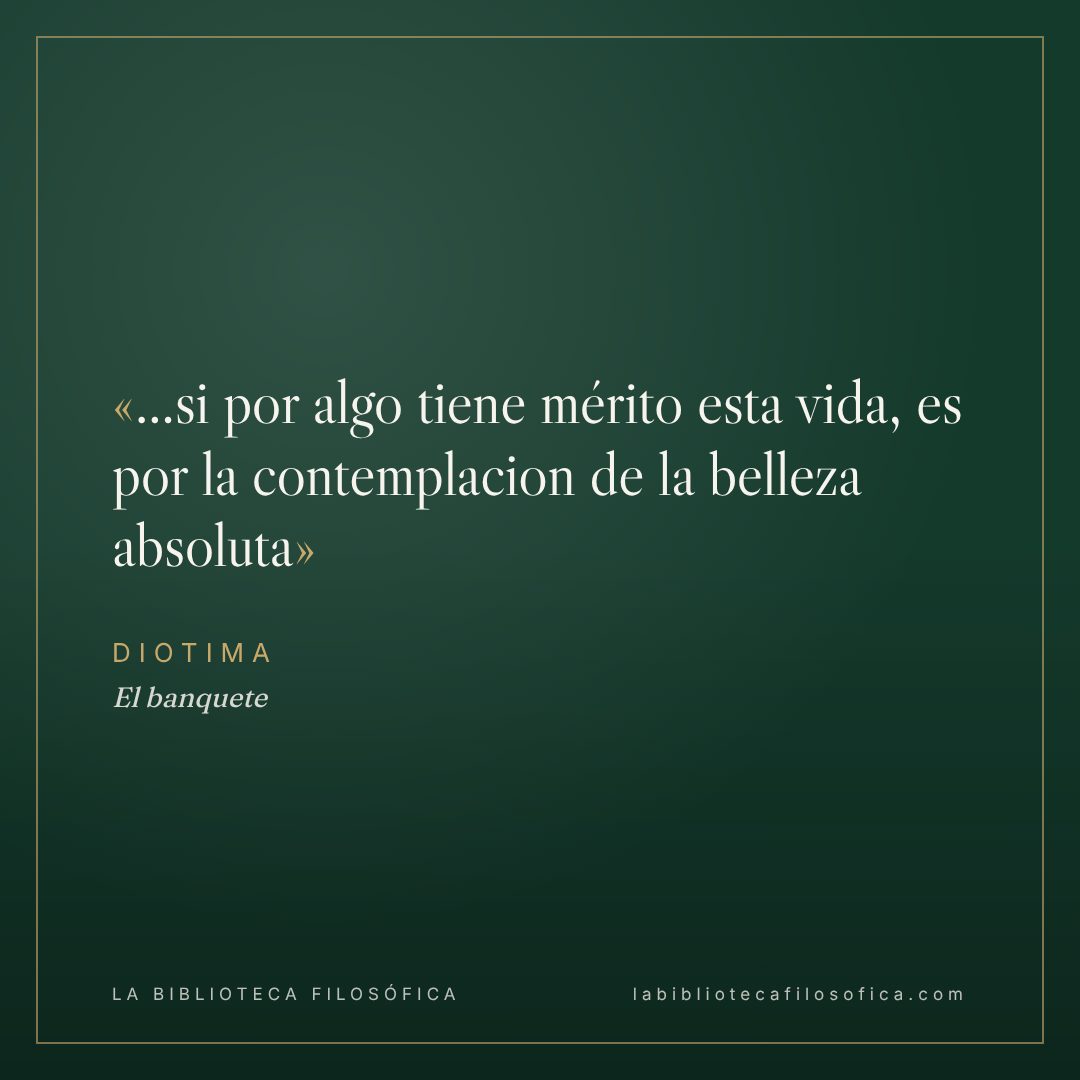 «...si por algo tiene mérito esta vida, es
por la contemplacion de la belleza
absoluta»
DIOTIMA
El banquete
LA BIBLIOTECA FILOSÓFICA
labibliotecafilosofica.com